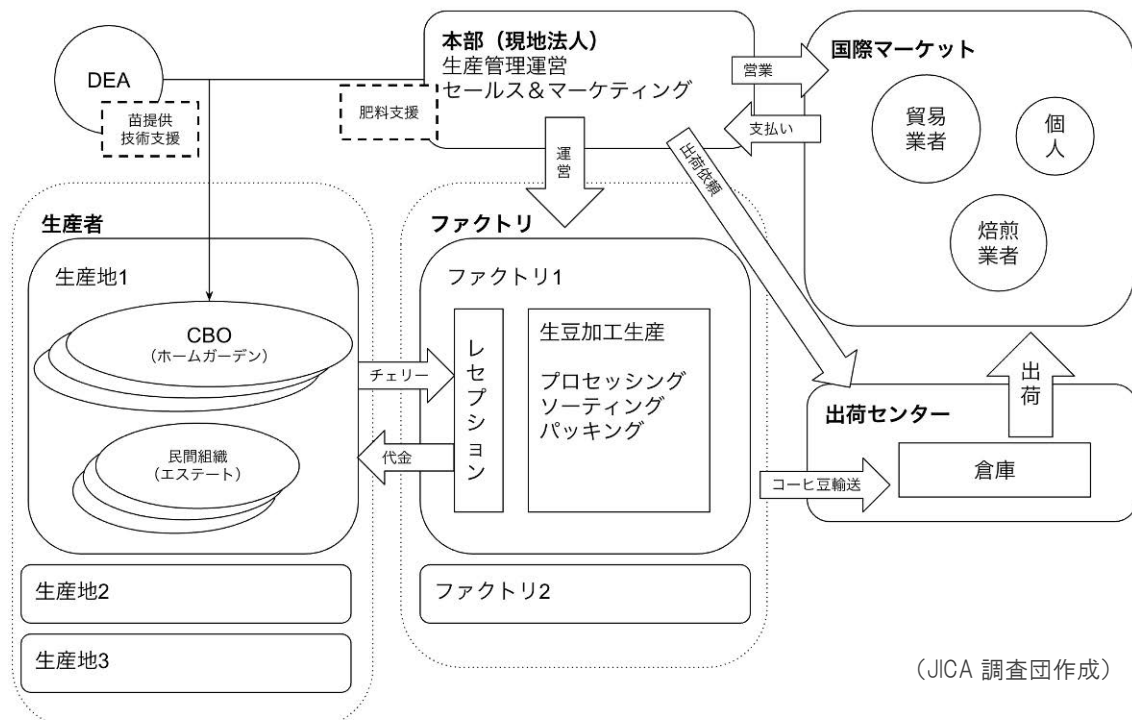 DEA
苗提供
技術支援
肥料支援
本部（現地法人）
生産管理運営
セールス＆マーケティング
営業
支払い
運営
出荷依頼
国際マーケット
貿易
業者
個
人
焙煎
業者
生産者
生産地1
CBO
（ホームガーデン）
民間組織
（エステート）
生産地2
生産地3
チェリー
代金
ファクトリ
ファクトリ1
レセプション
生豆加工生産
プロセッシング
ソーティング
パッキング
ファクトリ2
コーヒ豆輸送
出荷
出荷センター
倉庫
（JICA 調査団作成）